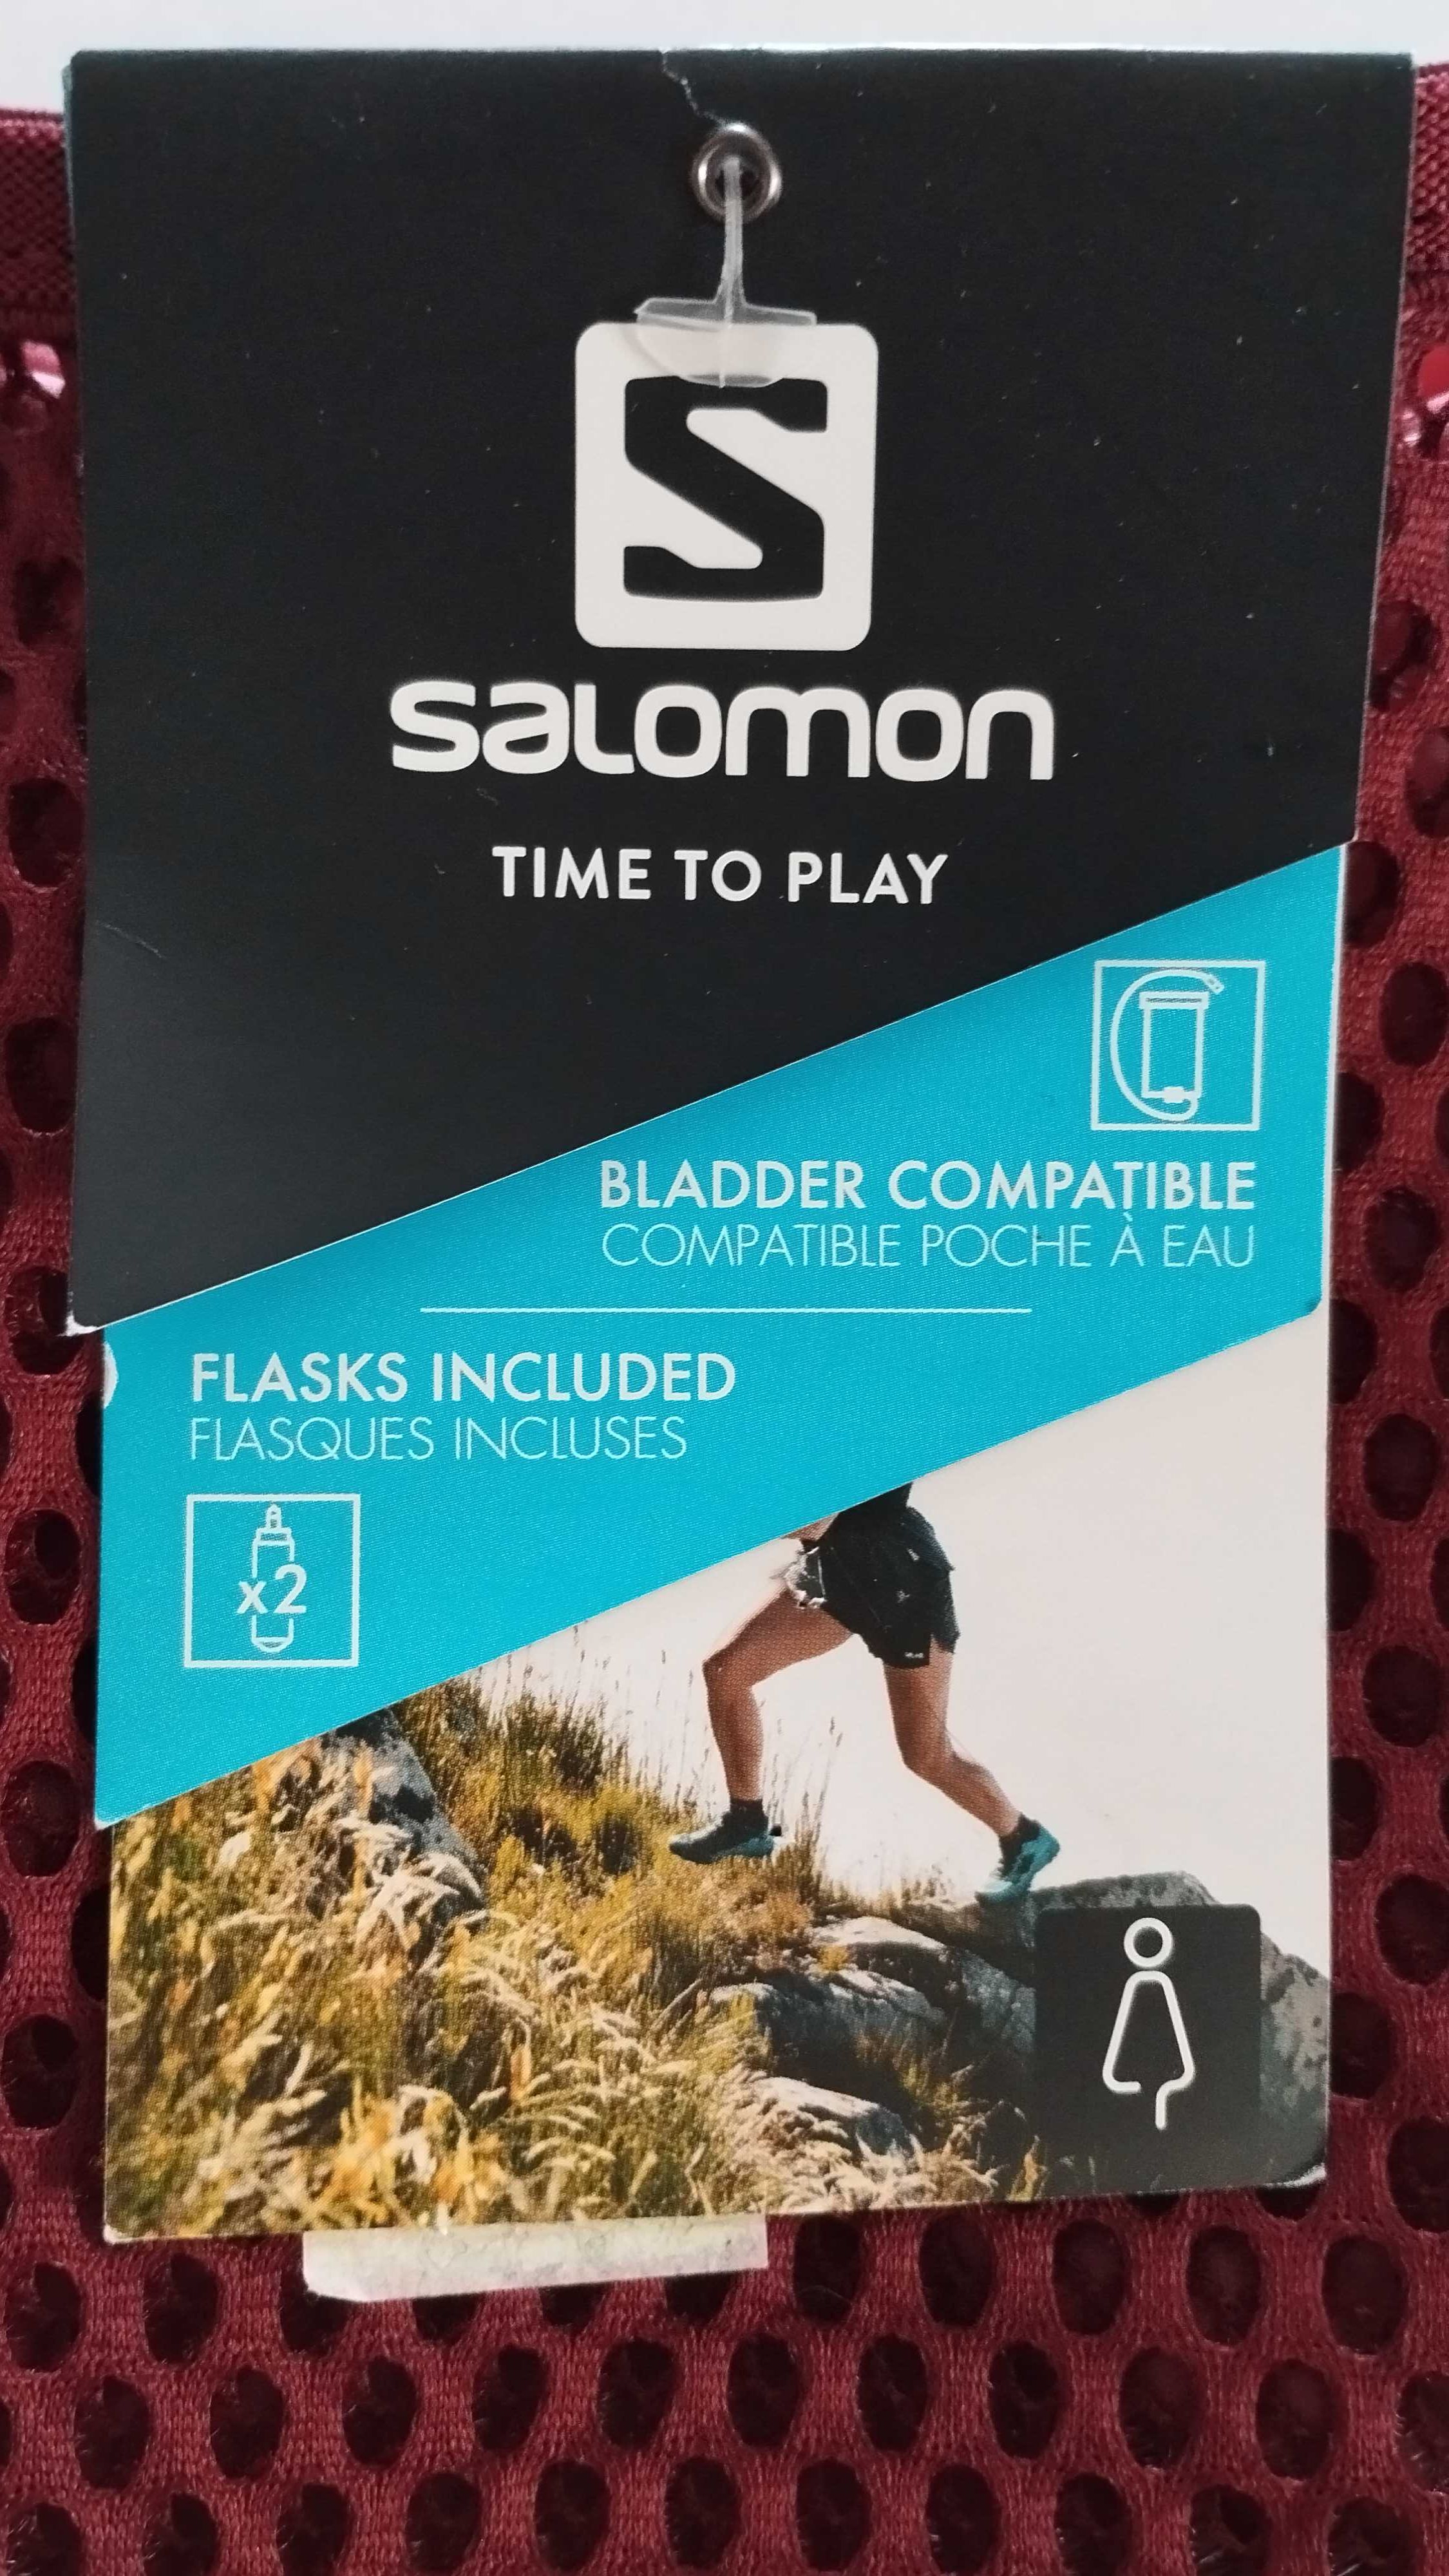 S
salomon
TIME TO PLAY
BLADDER COMPATIBLE
COMPATIBLE POCHE À EAU
FLASKS INCLUDED
FLASQUES INCLUSES
x2